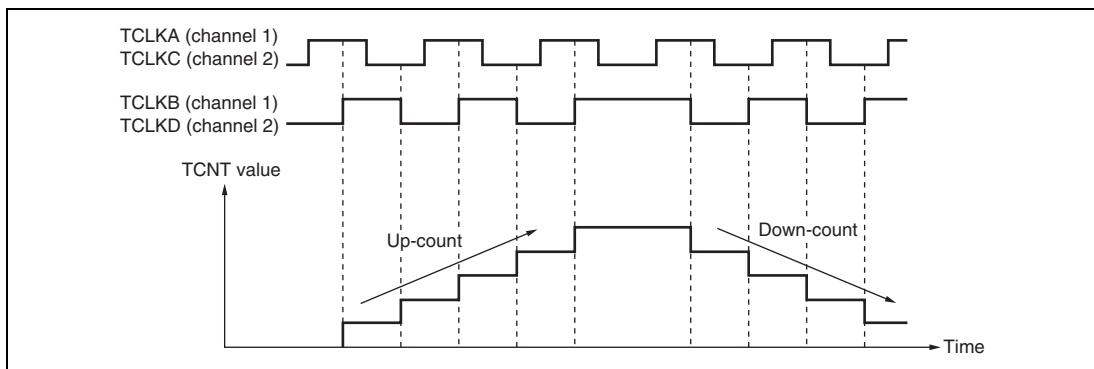 TCLKA (channel 1)
TCLKC (channel 2)
TCLKB (channel 1)
TCLKD (channel 2)
TCNT value
Up-count
Down-count
Time